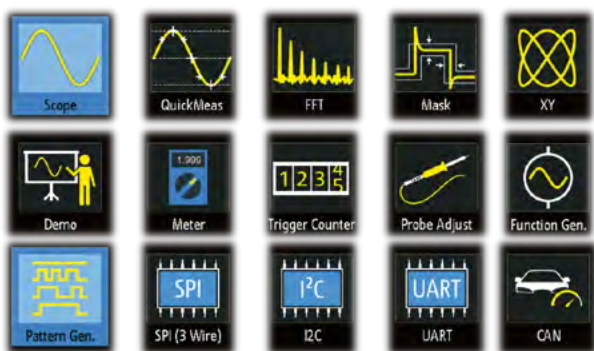 Scope
QuickMeas
FFT
Mask
XY
1.999
1 2 3 4 5
Demo
Meter
Trigger Counter
Probe Adjust
Function Gen.
SPI
I²C
UART
Pattern Gen.
SPI (3 Wire)
I2C
UART
CAN